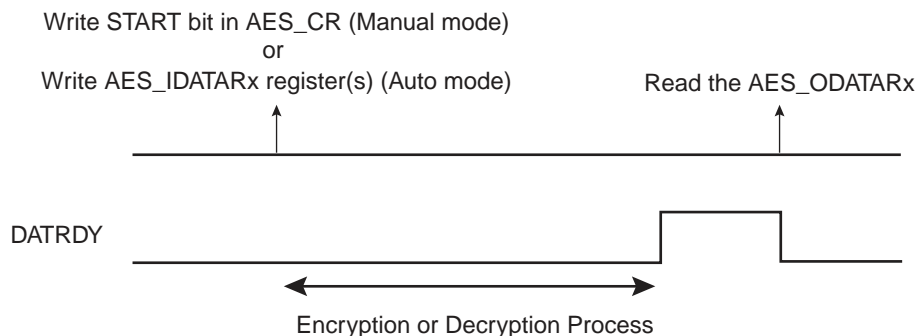 Write START bit in AES_CR (Manual mode)
or
Write AES_IDATARx register(s) (Auto mode)
Read the AES_ODATARx
DATRDY
Encryption or Decryption Process